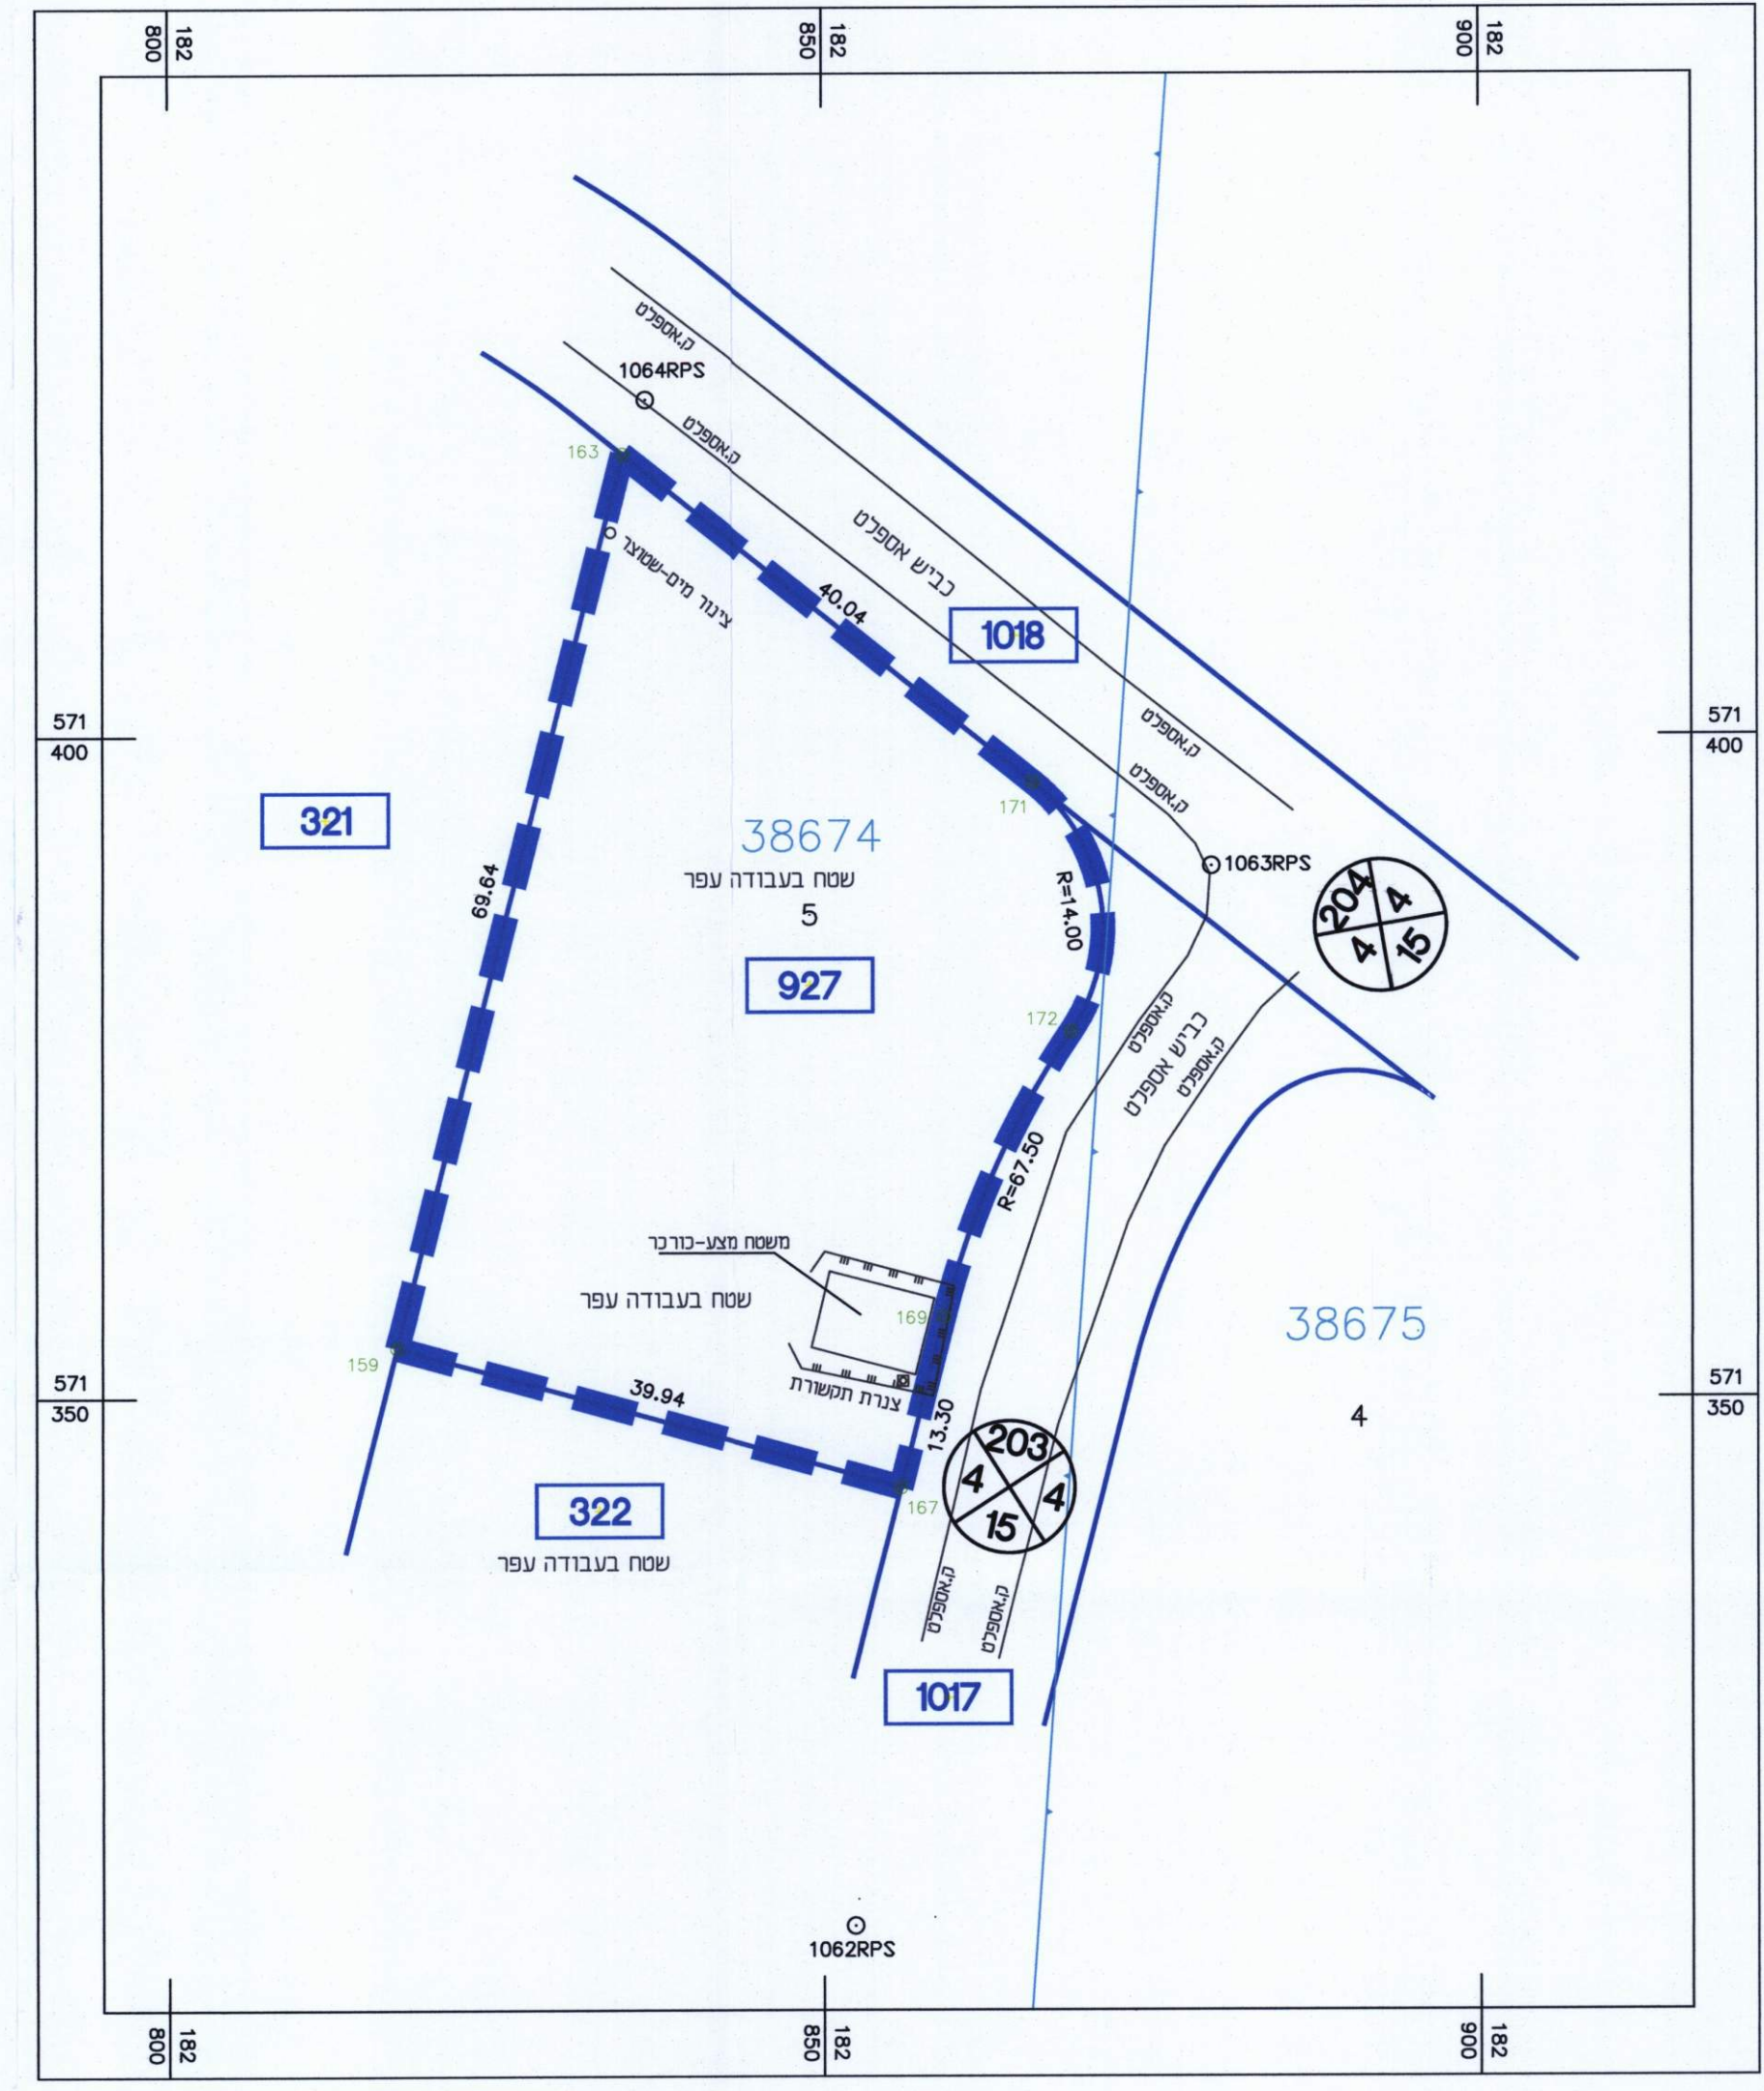 182
800
182
850
182
900
ק.אספלט
1064RPS
ק.אספלט
163
צינור מים-שטוצר
כביש אספלט
40.04
1018
571
400
571
400
ק.אספלט
ק.אספלט
171
321
38674
שטח בעבודה עפר
5
927
69.64
R=14.00
1063RPS
204
4
4
15
172
ק.אספלט
כביש אספלט
ק.אספלט
R=67.50
משטח מצע-כורכר
שטח בעבודה עפר
169
38675
159
571
350
571
350
39.94
צנרת תקשורת
13.30
4
203
4
4
15
167
322
שטח בעבודה עפר
ק.אספלט
ק.אספלט
1017
1062RPS
182
800
182
850
182
900